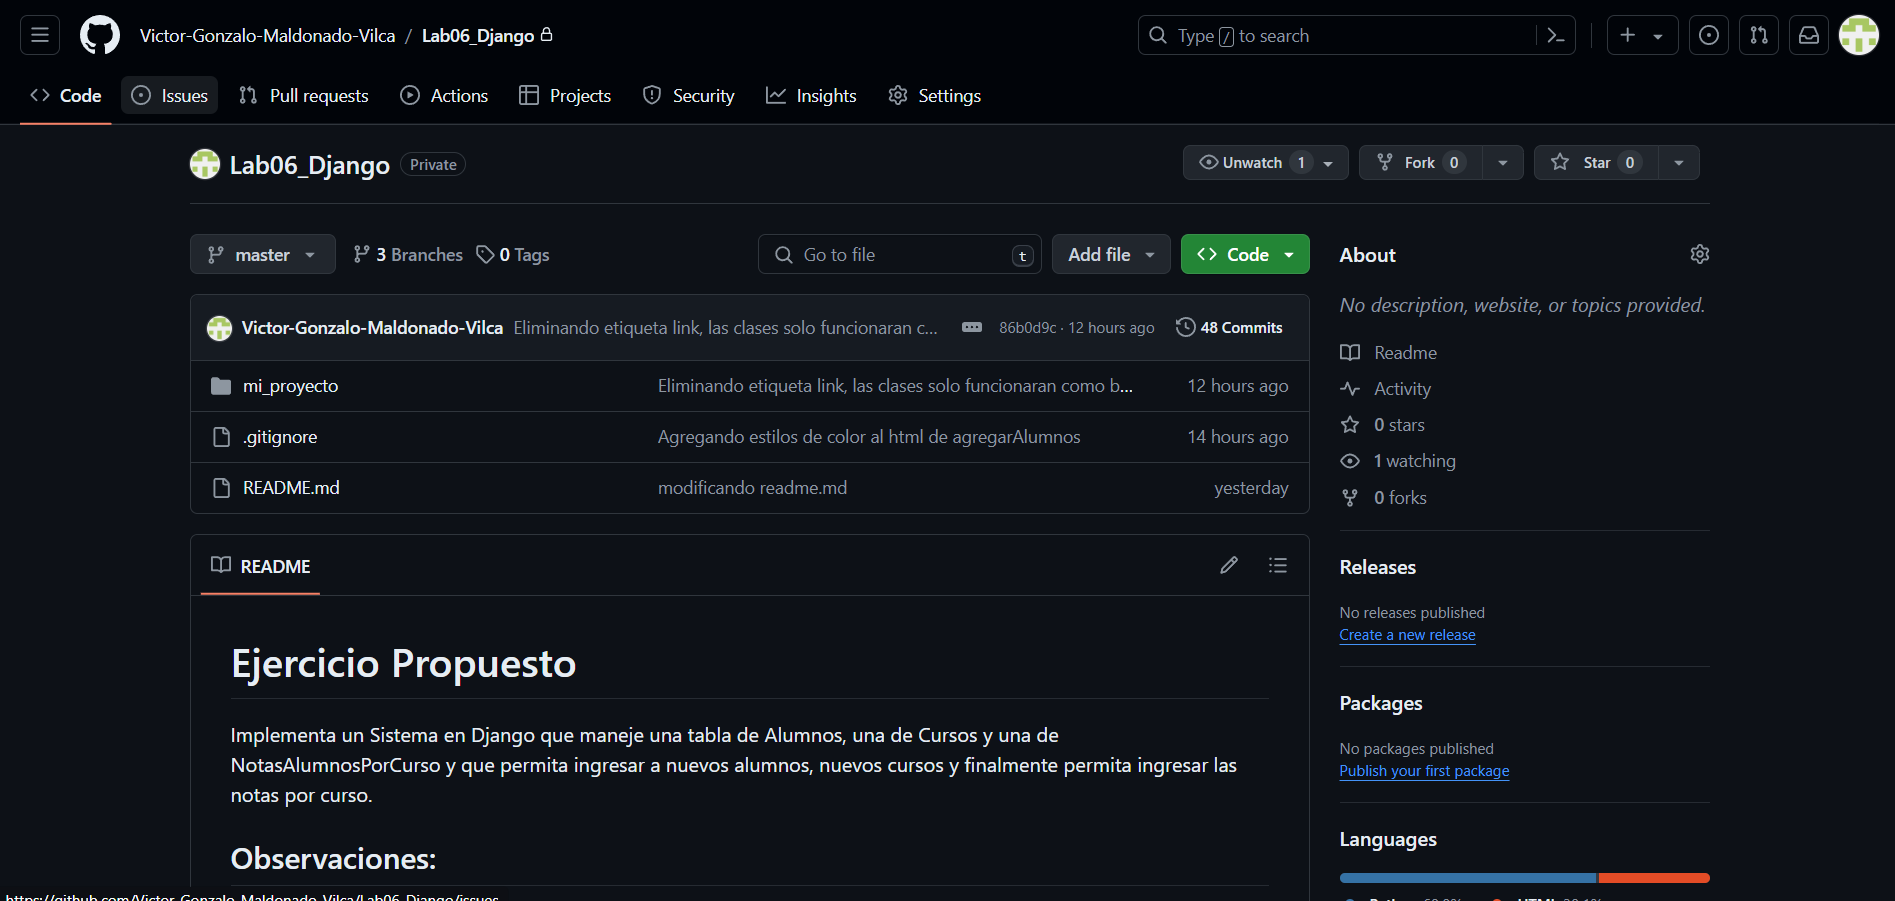 Victor-Gonzalo-Maldonado-Vilca / Lab06_Django
Type / to search
Code Issues Pull requests Actions Projects Security Insights Settings
Lab06_Django Private
Unwatch 1 Fork 0 Star 0
master 3 Branches 0 Tags
Go to file t Add file Code
Victor-Gonzalo-Maldonado-Vilca Eliminando etiqueta link, las clases solo funcionaran c... 86b0d9c · 12 hours ago 48 Commits
mi_proyecto Eliminando etiqueta link, las clases solo funcionaran como b... 12 hours ago
.gitignore Agregando estilos de color al html de agregarAlumnos 14 hours ago
README.md modificando readme.md yesterday
README
Ejercicio Propuesto
Implementa un Sistema en Django que maneje una tabla de Alumnos, una de Cursos y una de
NotasAlumnosPorCurso y que permita ingresar a nuevos alumnos, nuevos cursos y finalmente permita ingresar las
notas por curso.
Observaciones:
About
No description, website, or topics provided.
Readme
Activity
0 stars
1 watching
0 forks
Releases
No releases published
Create a new release
Packages
No packages published
Publish your first package
Languages
https://github.com/Victor-Gonzalo-Maldonado-Vilca/Lab06_Django/issues